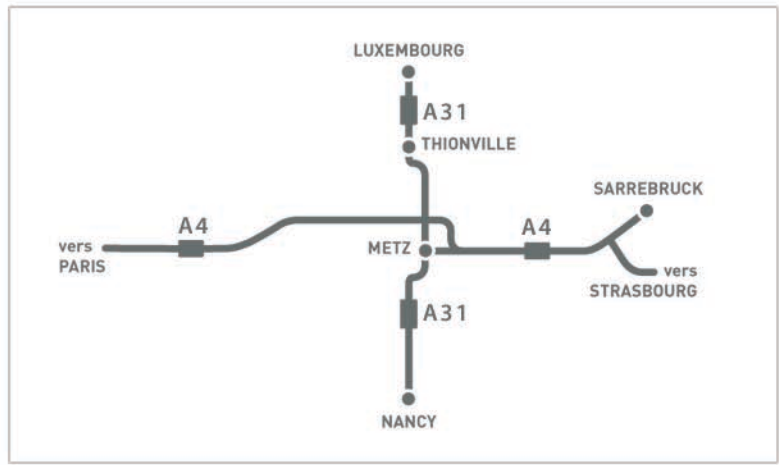 LUXEMBOURG
A31
THIONVILLE
SARREBRUCK
A4
A4
vers
PARIS
METZ
vers
STRASBOURG
A31
NANCY